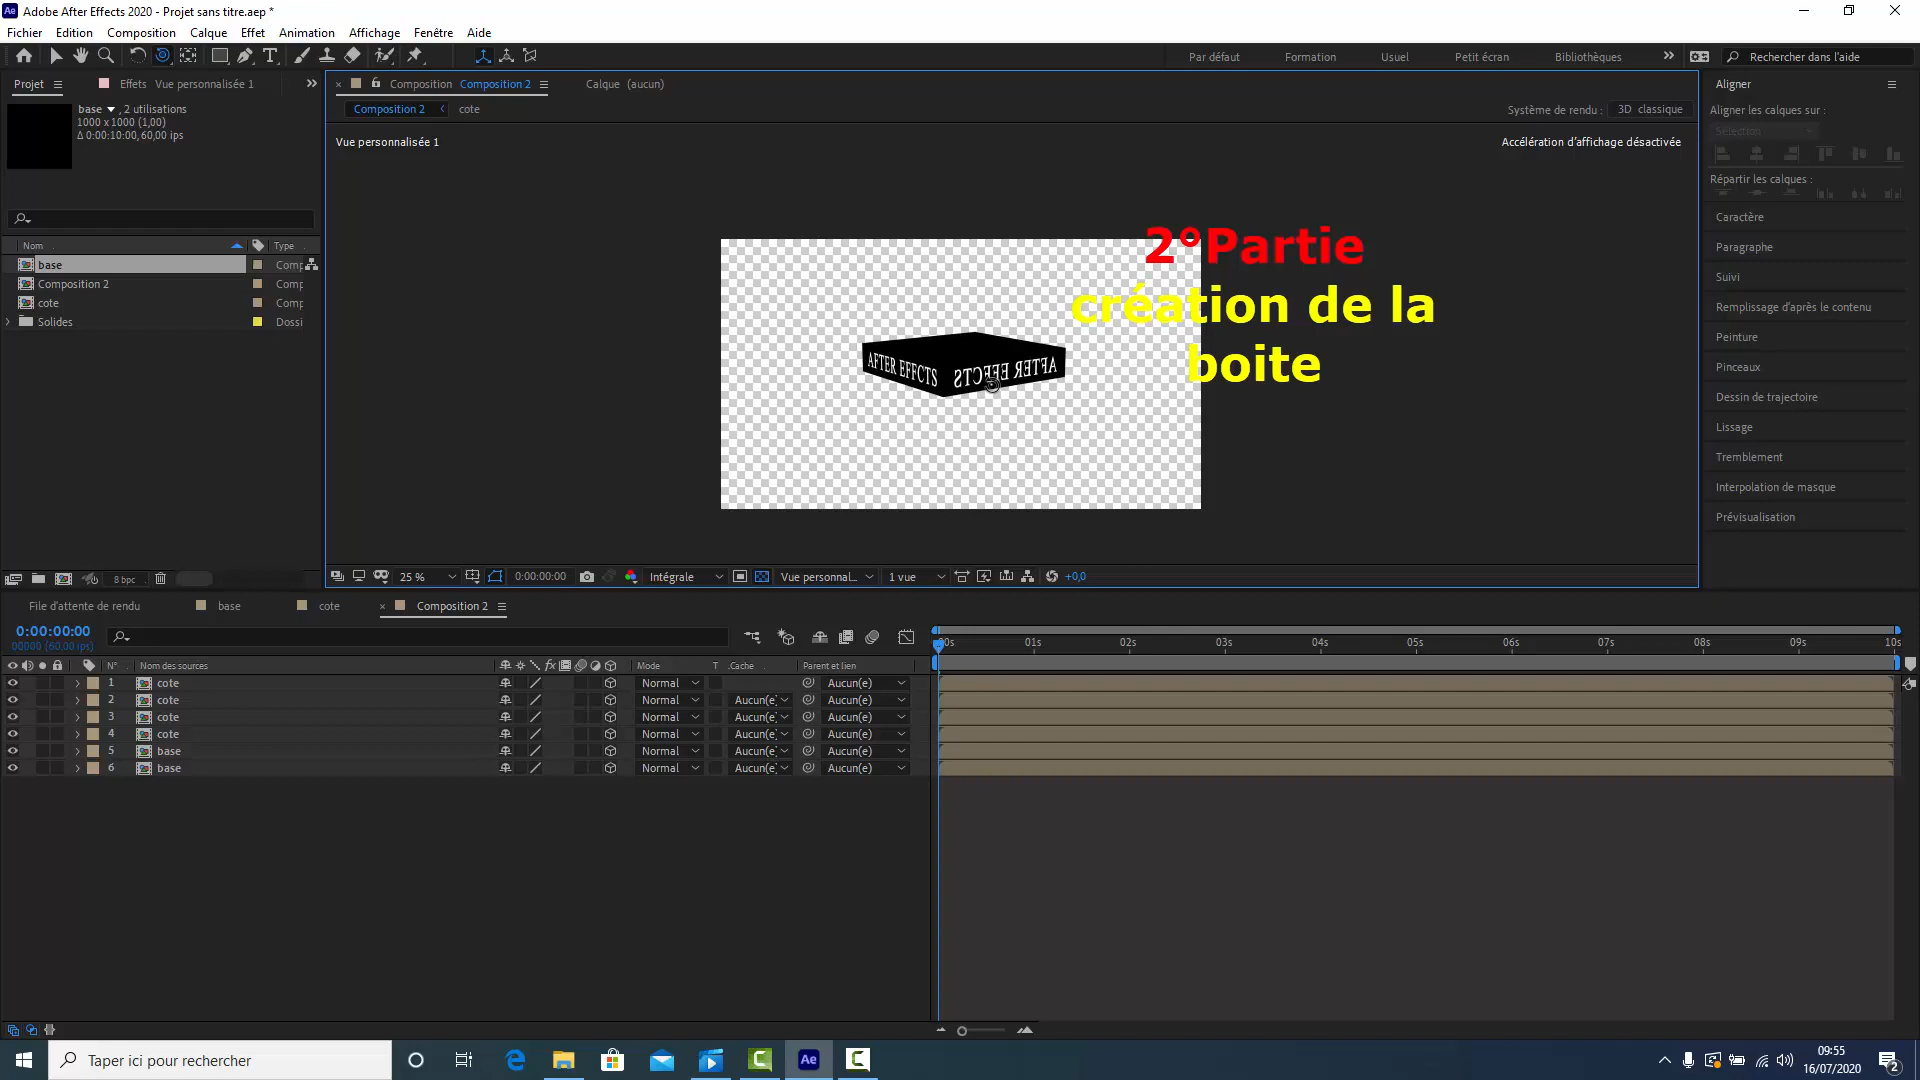 Adobe After Effects 2020 - Projet sans titre.aep *
Fichier Edition Composition Calque Effet Animation Affichage Fenêtre Aide
Par défaut Formation Usuel Petit écran Bibliothèques Rechercher dans l'aide
Projet Effets Vue personnalisée 1
base , 2 utilisations
1000 x 1000 (1,00)
Δ 0:00:10:00, 60,00 ips
Nom Type
base Comp
Composition 2 Comp
cote Comp
Solides Dossi
8 bpc
Composition Composition 2 Calque (aucun)
Composition 2 cote
Système de rendu : 3D classique
Vue personnalisée 1
Accélération d'affichage désactivée
2°Partie
création de la
boite
AFTER EFFCTS
AFTER EFFECTS
25 % 0:00:00:00 Intégrale Vue personnal... 1 vue +0,0
Aligner
Aligner les calques sur :
Sélection
Répartir les calques :
Caractère
Paragraphe
Suivi
Remplissage d'après le contenu
Peinture
Pinceaux
Dessin de trajectoire
Lissage
Tremblement
Interpolation de masque
Prévisualisation
File d'attente de rendu base cote Composition 2
0:00:00:00
00000 (60,00 ips)
00s 01s 02s 03s 04s 05s 06s 07s 08s 09s 10s
N° Nom des sources fx Mode T .Cache Parent et lien
1 cote Normal Aucun(e)
2 cote Normal Aucun(e) Aucun(e)
3 cote Normal Aucun(e) Aucun(e)
4 cote Normal Aucun(e) Aucun(e)
5 base Normal Aucun(e) Aucun(e)
6 base Normal Aucun(e) Aucun(e)
Taper ici pour rechercher
Ae
09:55
16/07/2020
2